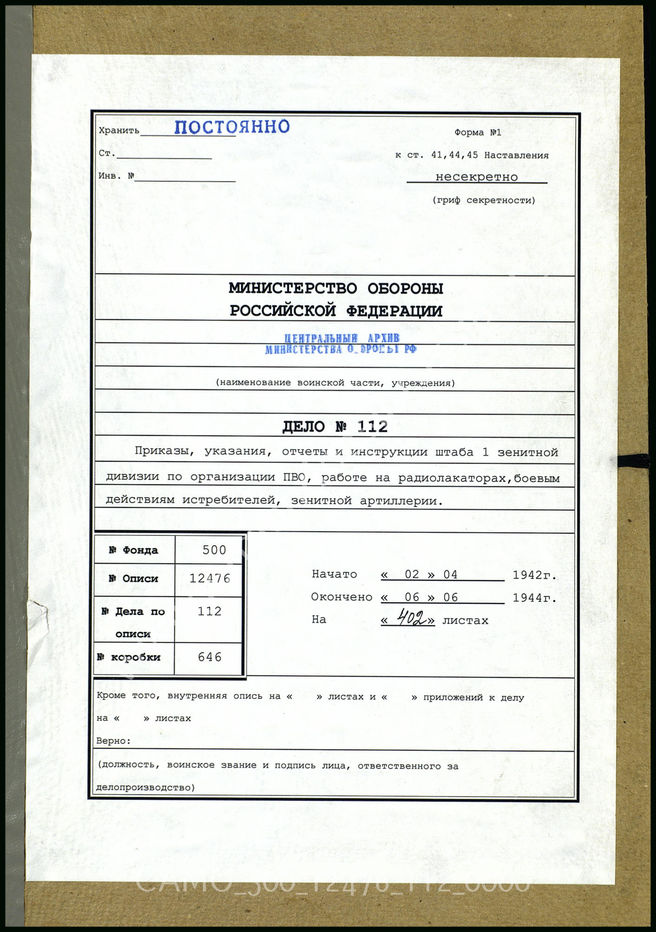 Хранить ПОСТОЯННО
Форма №1
Ст.
к ст. 41,44,45 Наставления
Инв. №
несекретно
(гриф секретности)
МИНИСТЕРСТВО ОБОРОНЫ
РОССИЙСКОЙ ФЕДЕРАЦИИ
ЦЕНТРАЛЬНЫЙ АРХИВ
МИНИСТЕРСТВА ОБОРОНЫ РФ
(наименование воинской части, учреждения)
ДЕЛО № 112
Приказы, указания, отчеты и инструкции штаба 1 зенитной
дивизии по организации ПВО, работе на радиолакаторах,боевым
действиям истребителей, зенитной артиллерии.
№ Фонда 500
№ Описи 12476
№ Дела по описи 112
№ коробки 646
Начато « 02 » 04 1942г.
Окончено « 06 » 06 1944г.
На « 402 » листах
Кроме того, внутренняя опись на « » листах и « » приложений к делу
на « » листах
Верно:
(должность, воинское звание и подпись лица, ответственного за
делопроизводство)
CAMO_500_12476_112_0000